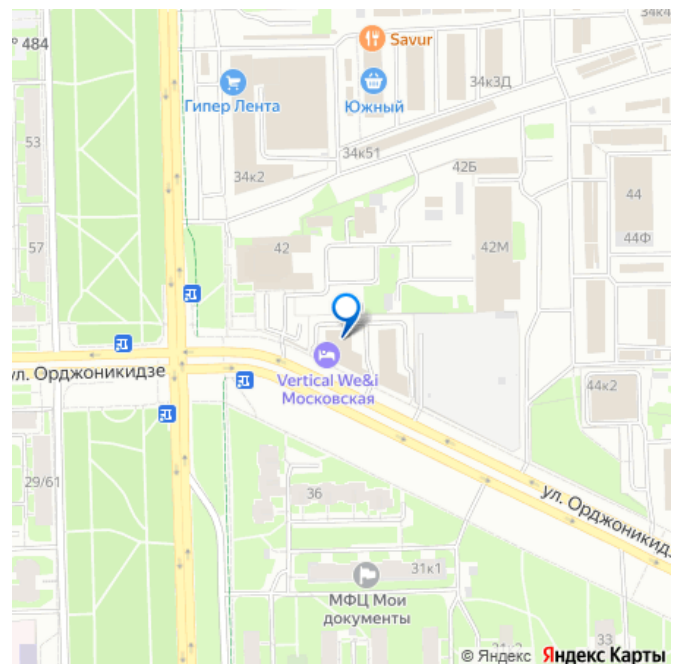 34к4
° 484
Savur
Гипер Лента
Южный
34к3Д
53
34к51
34к2
42Б
44
44Ф
57
42
42М
ул. Орджоникидзе
Vertical We&i
Московская
44к2
29/61
36
ул. Орджоникидз
31к1
МФЦ Мои
документы
33
© Яндекс Яндекс Карты